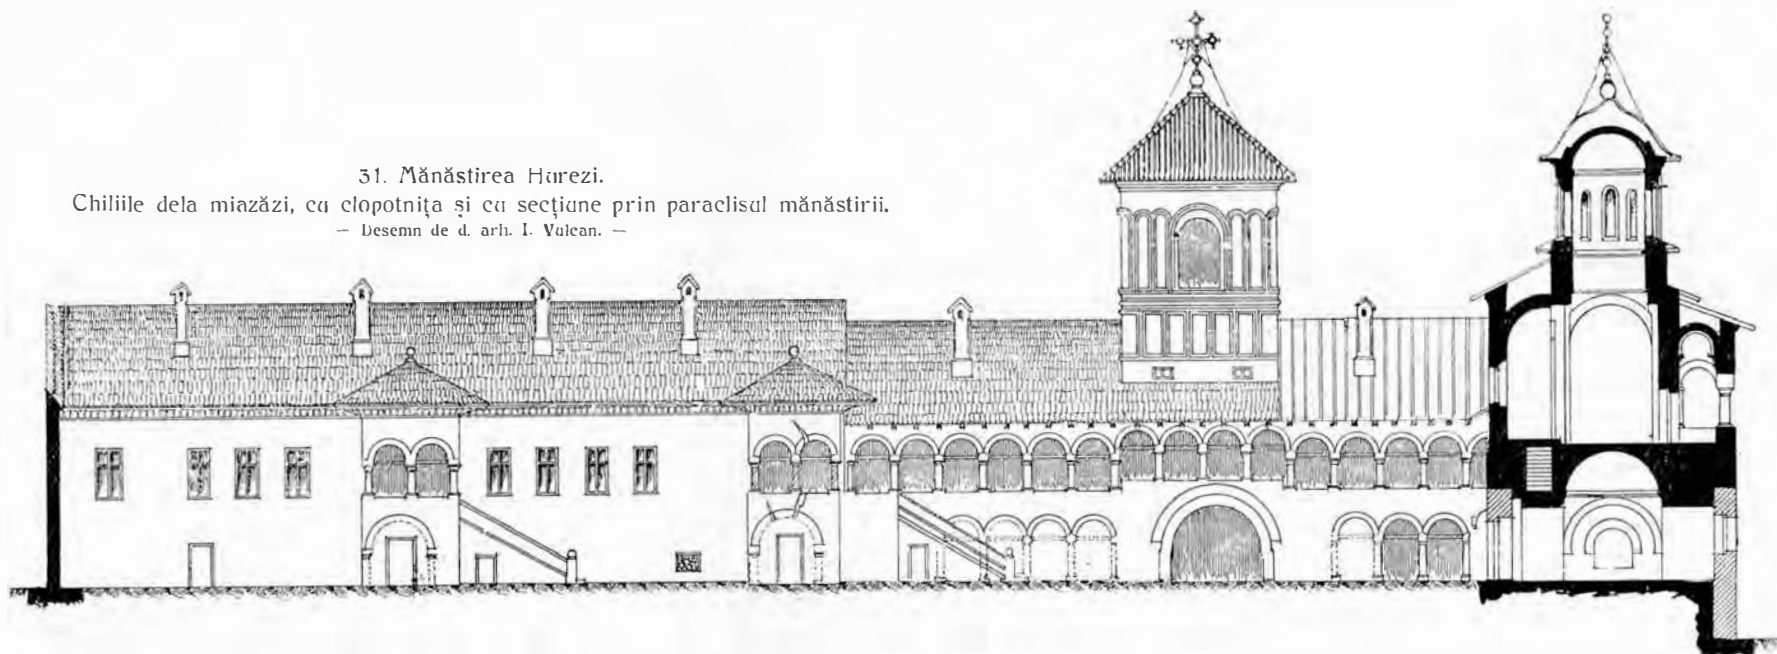 31. Mănăstirea Hurezi.
Chiliile dela miazăzi, cu clopotnița și cu secțiune prin paraclisul mănăstirii.
— Desemn de d. arh. I. Vulcan. —